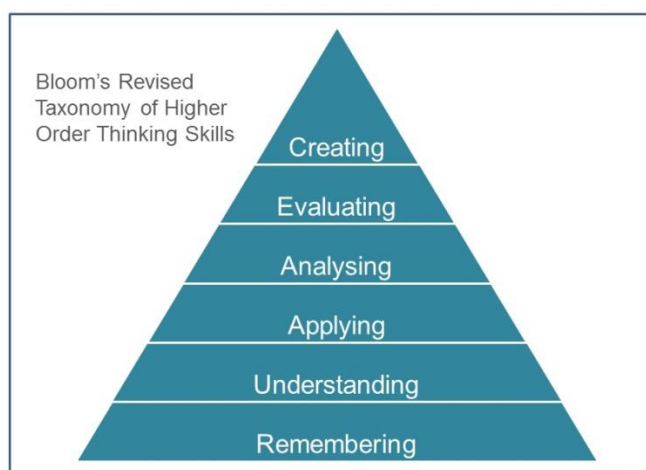 Bloom’s Revised
Taxonomy of Higher
Order Thinking Skills
Creating
Evaluating
Analysing
Applying
Understanding
Remembering